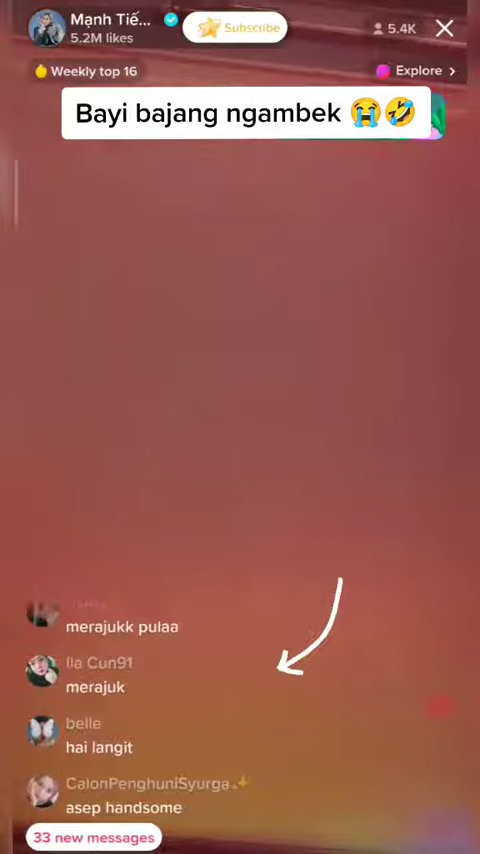 Mạnh Tiế...
5.2M likes
Subscribe
5.4K
Weekly top 16
Explore
Bayi bajang ngambek 😭🤣
merajukk pulaa
Ila Cun91
merajuk
belle
hai langit
CalonPenghuniSyurga✨
asep handsome
33 new messages